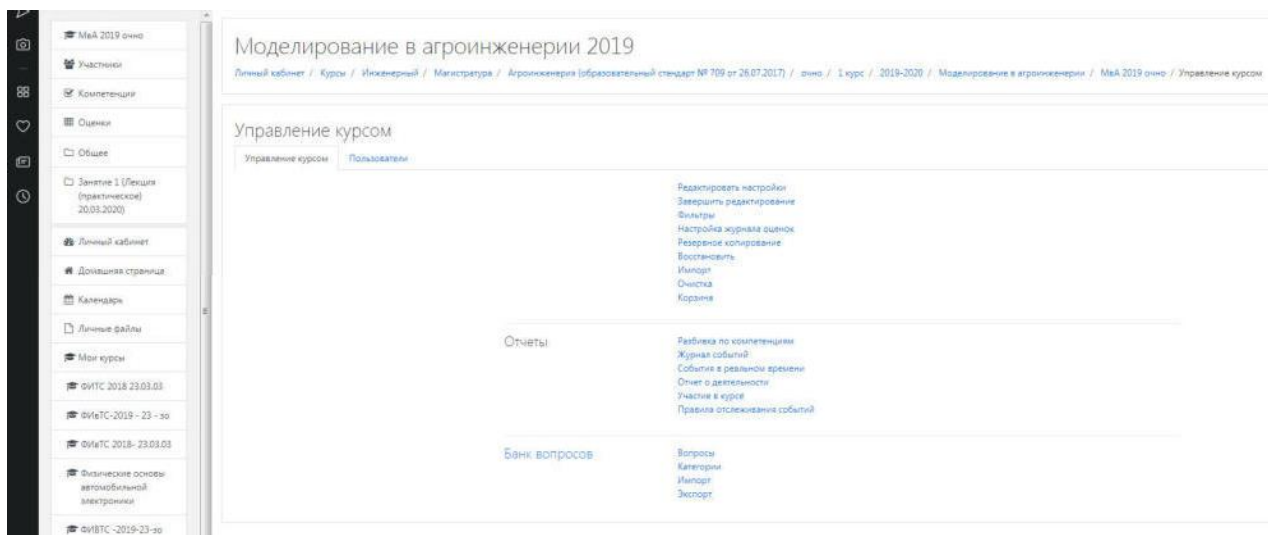 МвА 2019 очно
Участники
Компетенции
Оценки
Общее
Занятие 1 (Лекция
(практическое)
20.03.2020)
Личный кабинет
Домашняя страница
Календарь
Личные файлы
Мои курсы
ФИТС 2018 23.03.03
ФИвТС-2019 - 23 - зо
ФИвТС 2018- 23.03.03
Физические основы
автомобильной
электроники
ФИВТС -2019-23-зо
Моделирование в агроинженерии 2019
Личный кабинет / Курсы / Инженерный / Магистратура / Агроинженерия (образовательный стандарт № 709 от 26.07.2017) / очно / 1 курс / 2019-2020 / Моделирование в агроинженерии / МвА 2019 очно / Управление курсом
Управление курсом
Управление курсом Пользователи
Редактировать настройки
Завершить редактирование
Фильтры
Настройка журнала оценок
Резервное копирование
Восстановить
Импорт
Очистка
Корзина
Отчеты
Разбивка по компетенциям
Журнал событий
События в реальном времени
Отчет о деятельности
Участие в курсе
Правила отслеживания событий
Банк вопросов
Вопросы
Категории
Импорт
Экспорт